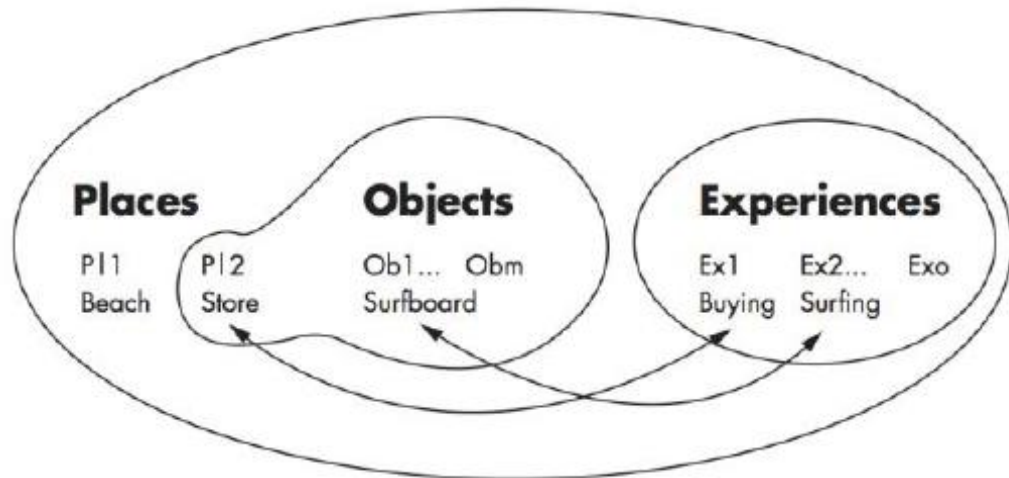 Places Objects Experiences
Pl1 Pl2 Ob1... Obm Ex1 Ex2... Exo
Beach Store Surfboard Buying Surfing